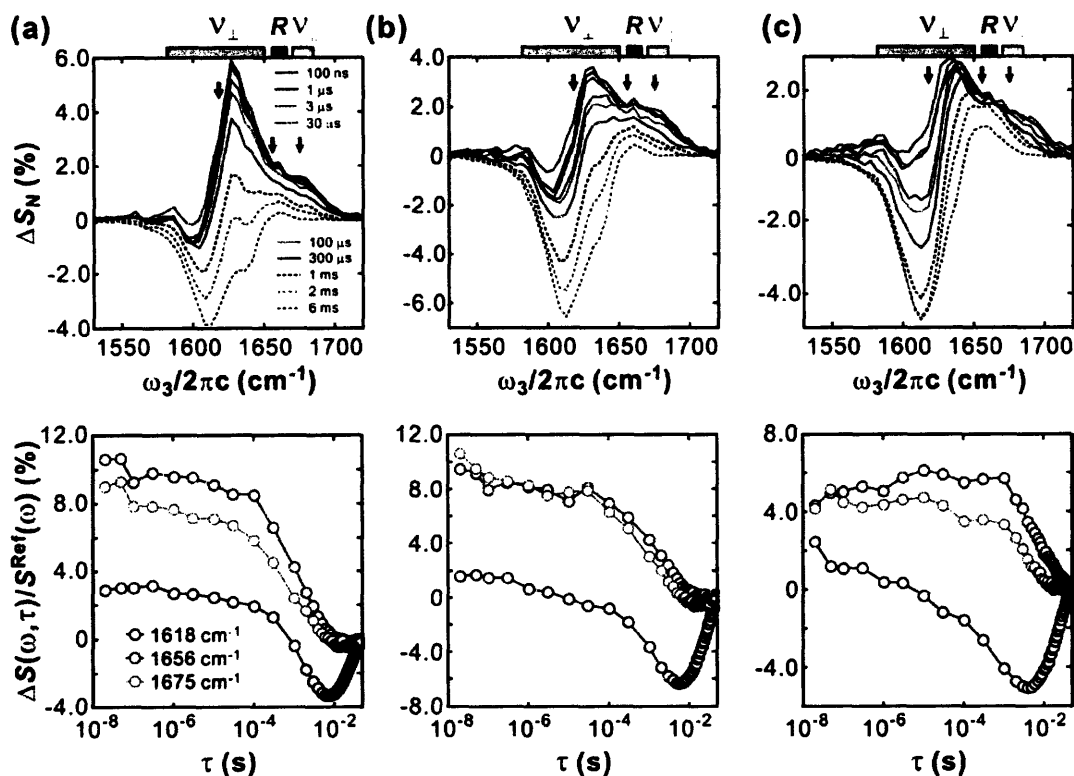 (a) ν⊥ R ν (b) ν⊥ R ν (c) ν⊥ R ν
6.0 4.0
4.0 2.0 2.0
2.0 0 0
0 -2.0 -2.0
-2.0 -4.0 -4.0
-4.0 -6.0
ΔS_N (%)
100 ns
1 µs
3 µs
30 µs
100 µs
300 µs
1 ms
2 ms
6 ms
1550 1600 1650 1700 1550 1600 1650 1700 1550 1600 1650 1700
ω₃/2πc (cm⁻¹) ω₃/2πc (cm⁻¹) ω₃/2πc (cm⁻¹)
12.0 12.0 8.0
8.0 8.0 4.0
4.0 4.0 0
0 0 -4.0
-4.0 -4.0
-8.0
ΔS(ω,τ)/S^Ref(ω) (%)
1618 cm⁻¹
1656 cm⁻¹
1675 cm⁻¹
10⁻⁸ 10⁻⁶ 10⁻⁴ 10⁻² 10⁻⁸ 10⁻⁶ 10⁻⁴ 10⁻² 10⁻⁸ 10⁻⁶ 10⁻⁴ 10⁻²
τ (s) τ (s) τ (s)